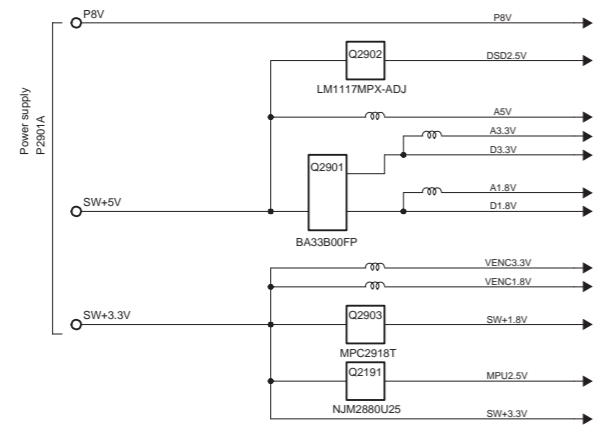 P8V
P8V
Q2902
DSD2.5V
LM1117MPX-ADJ
Power supply
P2901A
A5V
A3.3V
D3.3V
Q2901
A1.8V
D1.8V
SW+5V
BA33B00FP
VENC3.3V
VENC1.8V
SW+3.3V
Q2903
SW+1.8V
MPC2918T
Q2191
MPU2.5V
NJM2880U25
SW+3.3V